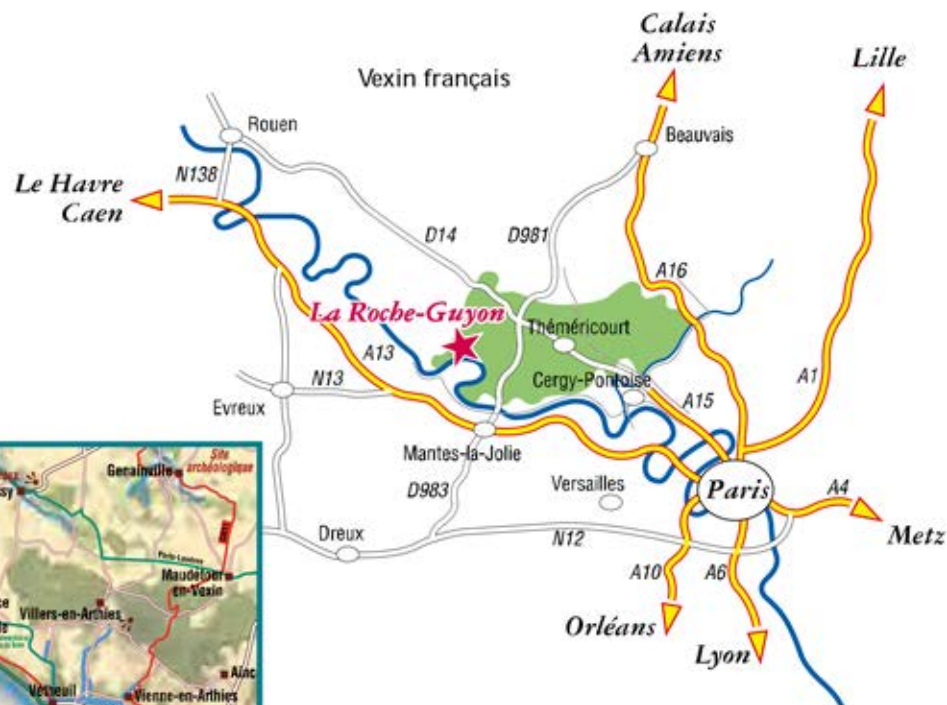 Calais
Amiens
Lille
Vexin français
Rouen
Beauvais
N138
Le Havre
Caen
D14
D981
A16
La Roche-Guyon
Théméricourt
A13
A1
N13
Cergy-Pontoise
A15
Evreux
Mantes-la-Jolie
D983
Versailles
Paris
A4
Metz
Dreux
N12
A10
A6
Orléans
Lyon
Site
archéologique
Genainville
Maudétour
en-Vexin
Villers-en-Arthies
Vétheuil
Vienne-en-Arthies